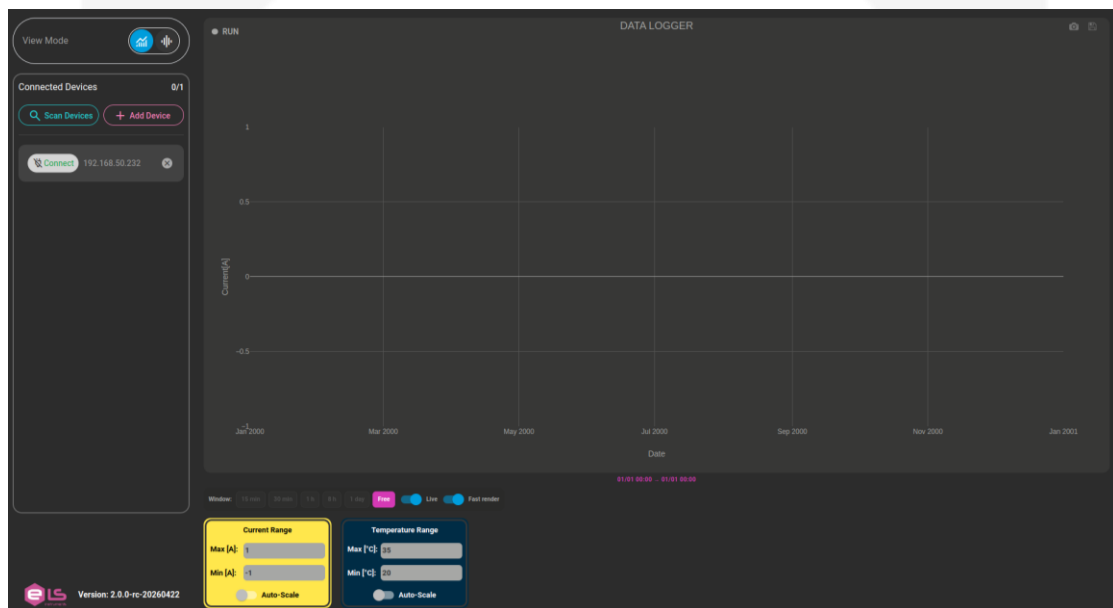 View Mode
Connected Devices 0/1
Scan Devices + Add Device
Connect 192.168.50.232
Version: 2.0.0-rc-20260422
RUN
DATA LOGGER
1
0.5
0
−0.5
−1
Current[A]
Jan 2000 Mar 2000 May 2000 Jul 2000 Sep 2000 Nov 2000 Jan 2001
Date
01/01 00:00 - 01/01 00:00
Window: 1 h 8 h 1 day Free Live Fast render
Current Range
Max [A]: 1
Min [A]: -1
Auto-Scale
Temperature Range
Max [°C]: 35
Min [°C]: 20
Auto-Scale